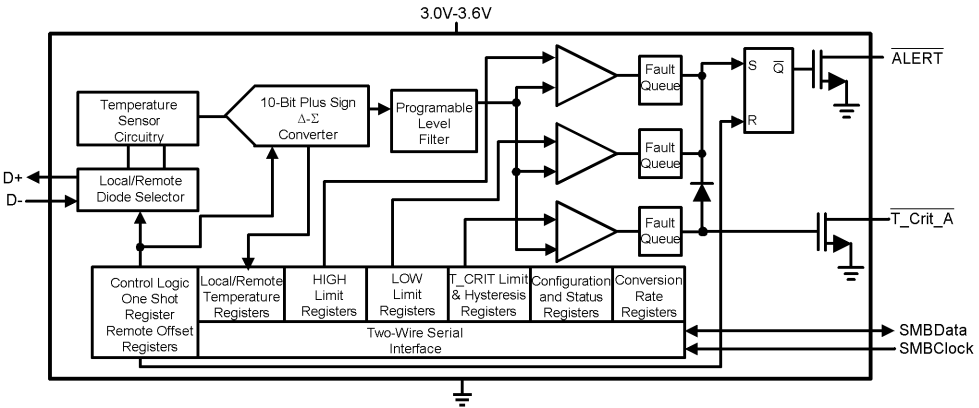 3.0V-3.6V
Temperature
Sensor
Circuitry
10-Bit Plus Sign
Δ-Σ
Converter
Programable
Level
Filter
Fault
Queue
S
Q
R
ALERT
Fault
Queue
D+
D-
Local/Remote
Diode Selector
Fault
Queue
T_Crit_A
Control Logic
One Shot
Register
Remote Offset
Registers
Local/Remote
Temperature
Registers
HIGH
Limit
Registers
LOW
Limit
Registers
T_CRIT Limit
& Hysteresis
Registers
Configuration
and Status
Registers
Conversion
Rate
Registers
Two-Wire Serial
Interface
SMBData
SMBClock